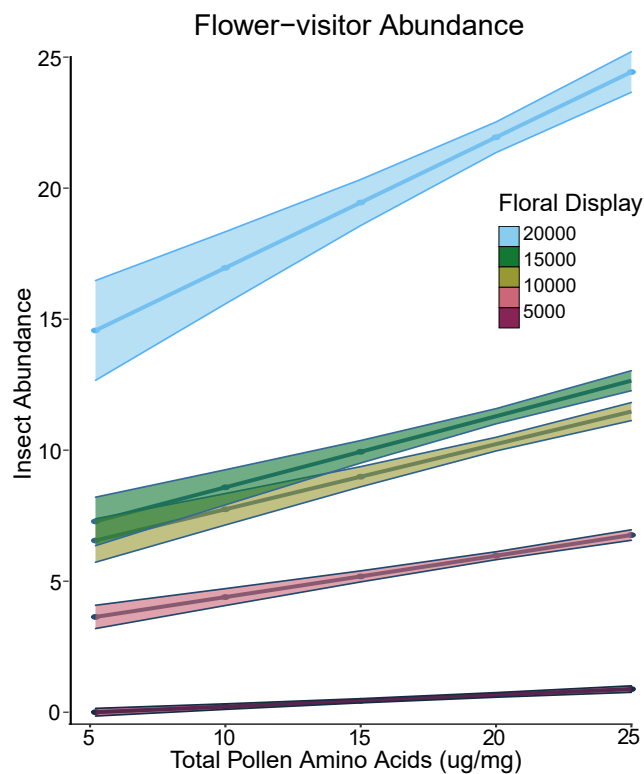 Flower−visitor Abundance
25
20
15
10
5
0
Insect Abundance
Floral Display
20000
15000
10000
5000
5 10 15 20 25
Total Pollen Amino Acids (ug/mg)